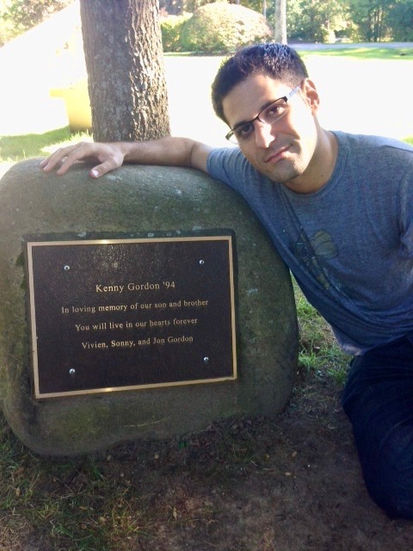 Kenny Gordon '94
In loving memory of our son and brother
You will live in our hearts forever
Vivien, Sonny, and Jon Gordon